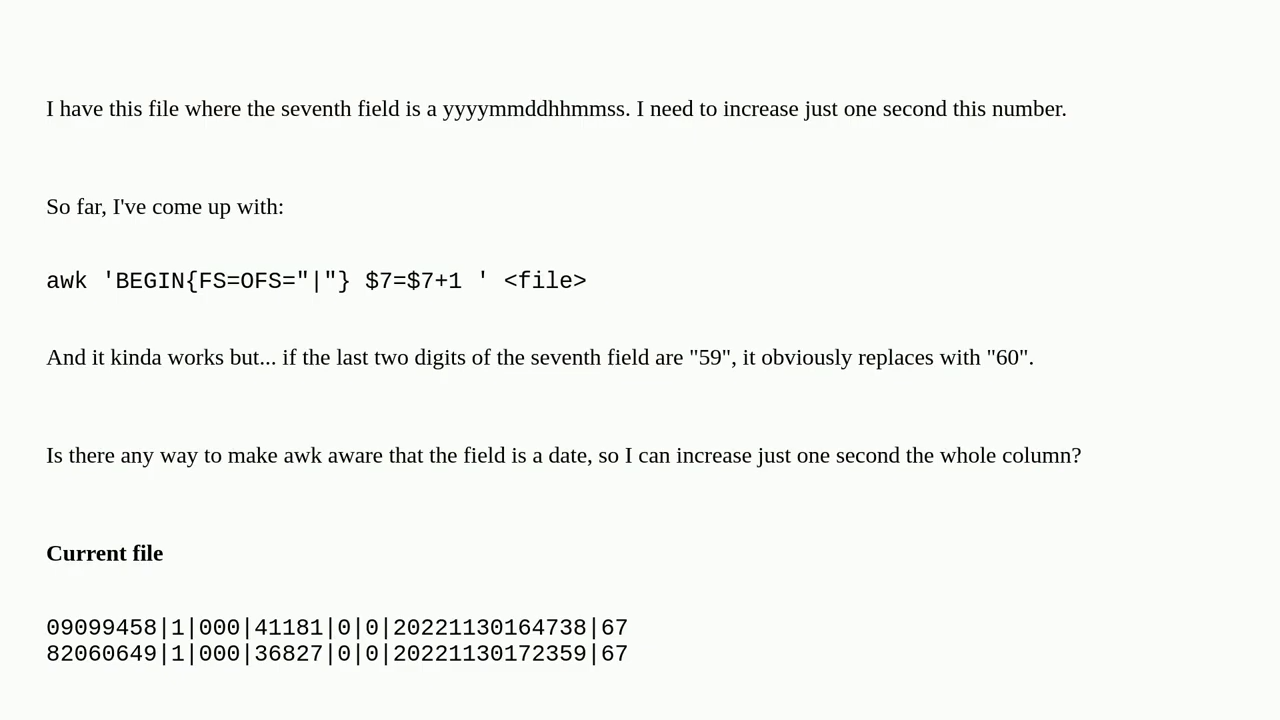 I have this file where the seventh field is a yyyymmddhhmmss. I need to increase just one second this number.
So far, I've come up with:
awk 'BEGIN{FS=OFS="|"} $7=$7+1 ' <file>
And it kinda works but... if the last two digits of the seventh field are "59", it obviously replaces with "60".
Is there any way to make awk aware that the field is a date, so I can increase just one second the whole column?
Current file
09099458|1|000|41181|0|0|20221130164738|67
82060649|1|000|36827|0|0|20221130172359|67